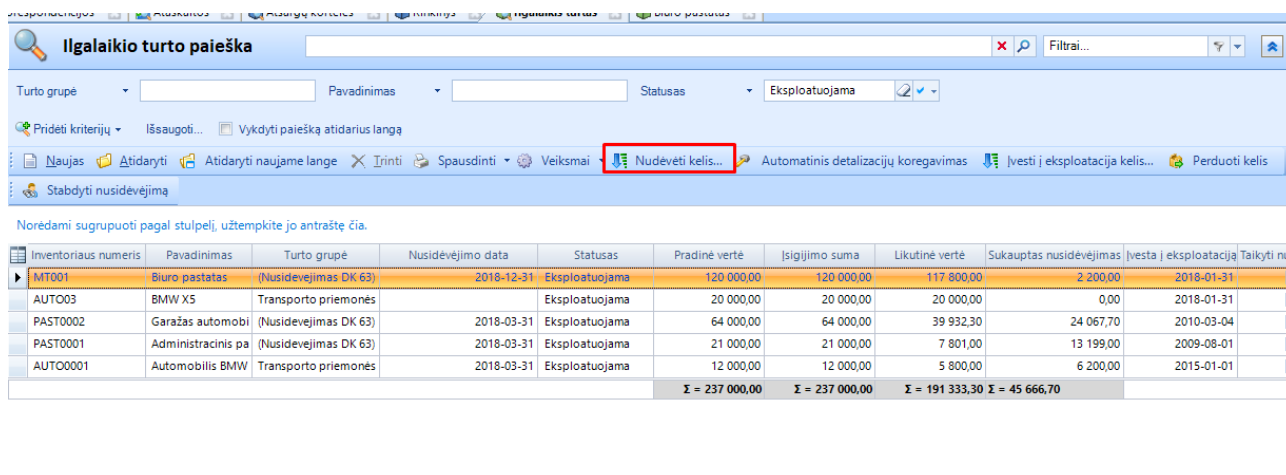 Ilgalaikio turto paieška Filtrai...
Turto grupė Pavadinimas Statusas Eksploatuojama
Pridėti kriterijų Išsaugoti... Vykdyti paiešką atidarius langą
Naujas Atidaryti Atidaryti naujame lange Trinti Spausdinti Veiksmai Nudėvėti kelis... Automatinis detalizacijų koregavimas Įvesti į eksploatacija kelis... Perduoti kelis
Stabdyti nusidėvėjimą
Norėdami sugrupuoti pagal stulpelį, užtempkite jo antraštę čia.
Inventoriaus numeris Pavadinimas Turto grupė Nusidėvėjimo data Statusas Pradinė vertė Įsigijimo suma Likutinė vertė Sukauptas nusidėvėjimas Įvesta į eksploataciją Taikyti
MT001 Biuro pastatas (Nusidevejimas DK 63) 2018-12-31 Eksploatuojama 120 000,00 120 000,00 117 800,00 2 200,00 2018-01-31
AUTO03 BMW X5 Transporto priemonės Eksploatuojama 20 000,00 20 000,00 20 000,00 0,00 2018-01-31
PAST0002 Garažas automobi (Nusidevejimas DK 63) 2018-03-31 Eksploatuojama 64 000,00 64 000,00 39 932,30 24 067,70 2010-03-04
PAST0001 Administracinis pa (Nusidevejimas DK 63) 2018-03-31 Eksploatuojama 21 000,00 21 000,00 7 801,00 13 199,00 2009-08-01
AUTO0001 Automobilis BMW Transporto priemonės 2018-03-31 Eksploatuojama 12 000,00 12 000,00 5 800,00 6 200,00 2015-01-01
Σ = 237 000,00 Σ = 237 000,00 Σ = 191 333,30 Σ = 45 666,70